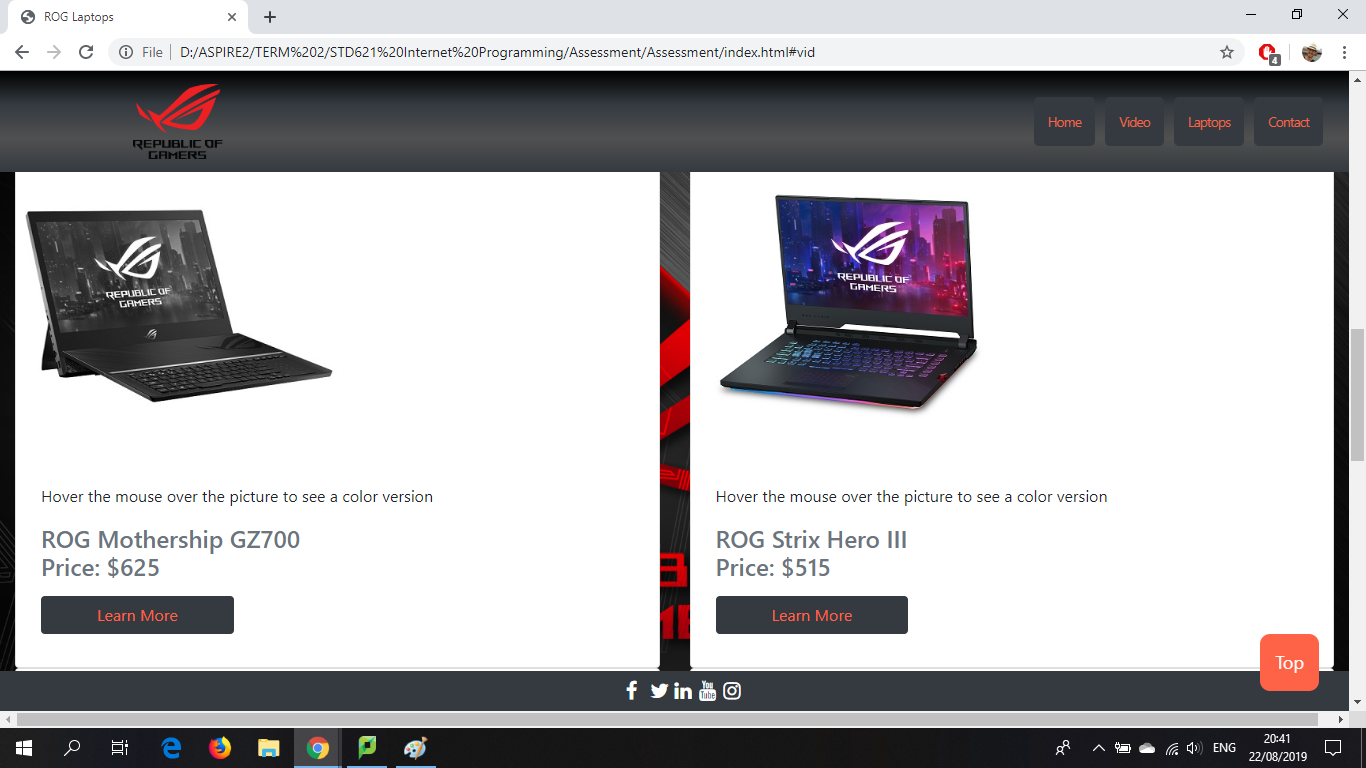 ROG Laptops
File
D:/ASPIRE2/TERM%202/STD621%20Internet%20Programming/Assessment/Assessment/index.html#vid
4
REPUBLIC OF
GAMERS
Home
Video
Laptops
Contact
REPUBLIC OF
GAMERS
REPUBLIC OF
GAMERS
Hover the mouse over the picture to see a color version
ROG Mothership GZ700
Price: $625
Learn More
Hover the mouse over the picture to see a color version
ROG Strix Hero III
Price: $515
Learn More
Top
You
Tube
ENG
20:41
22/08/2019